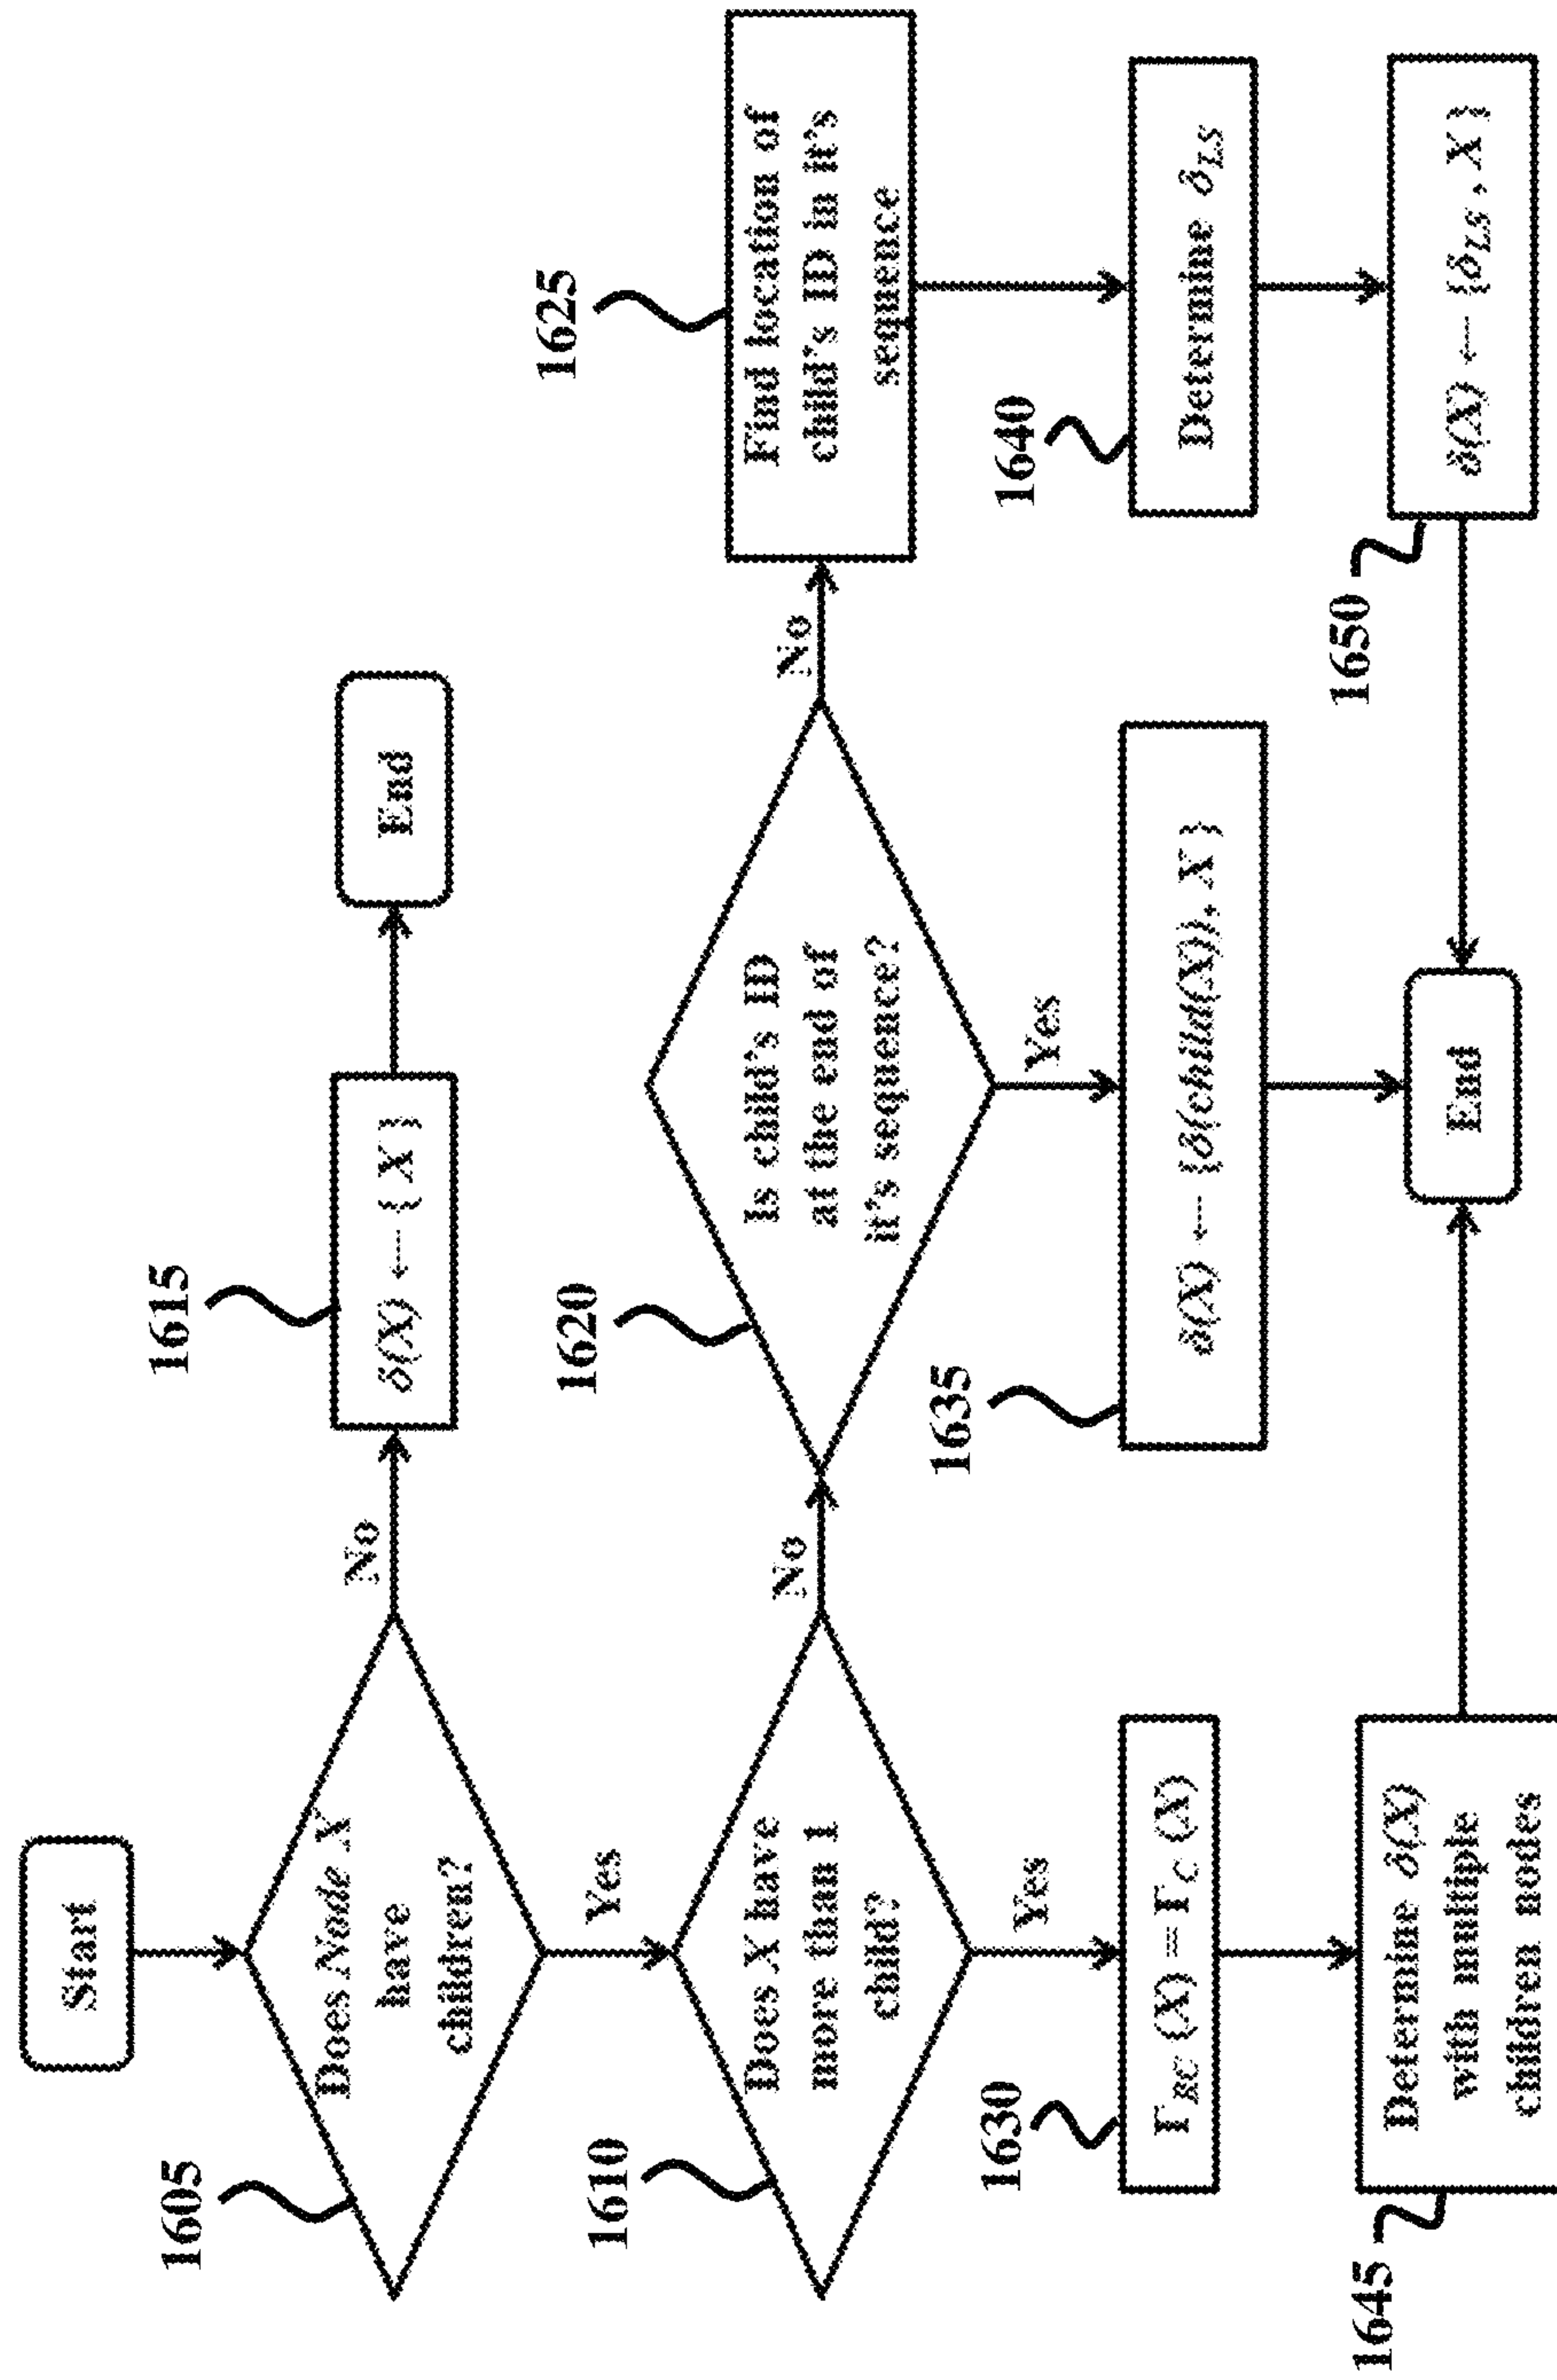 Start
1605
Does Node X
have
children?
No
1615
δ(X) ← { X }
End
Yes
1610
Does X have
more than 1
child?
No
1620
Is child's ID
at the end of
it's sequence?
No
1625
Find location of
child's ID in it's
sequence
Yes
1630
Γ_RC (X) = Γ_C (X)
Yes
1635
δ(X) ← {δ(child(X)), X }
1640
Determine δ_LS
1645
Determine δ(X)
with multiple
children nodes
End
1650
δ(X) ← {δ_LS , X }